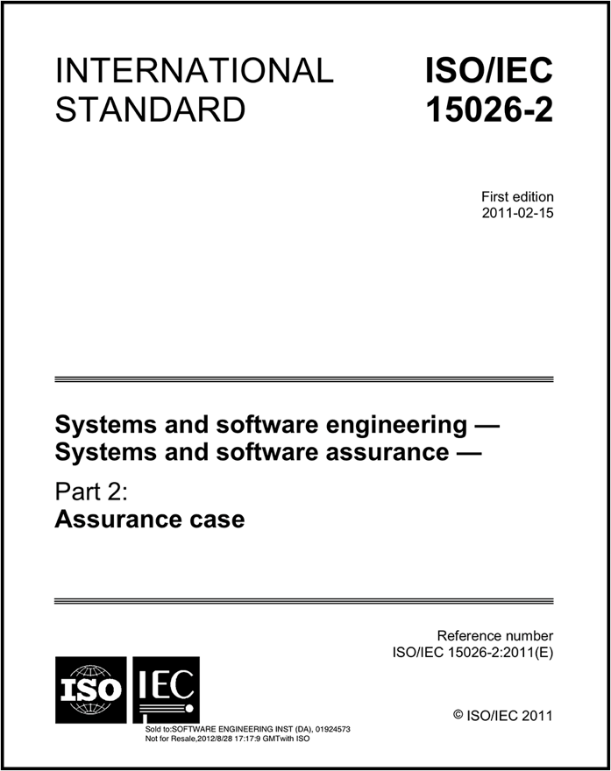 INTERNATIONAL
STANDARD
ISO/IEC
15026-2
First edition
2011-02-15
Systems and software engineering —
Systems and software assurance —
Part 2:
Assurance case
Reference number
ISO/IEC 15026-2:2011(E)
ISO
IEC
Sold to:SOFTWARE ENGINEERING INST (DA), 01924573
Not for Resale,2012/8/28 17:17:9 GMTwith ISO
© ISO/IEC 2011